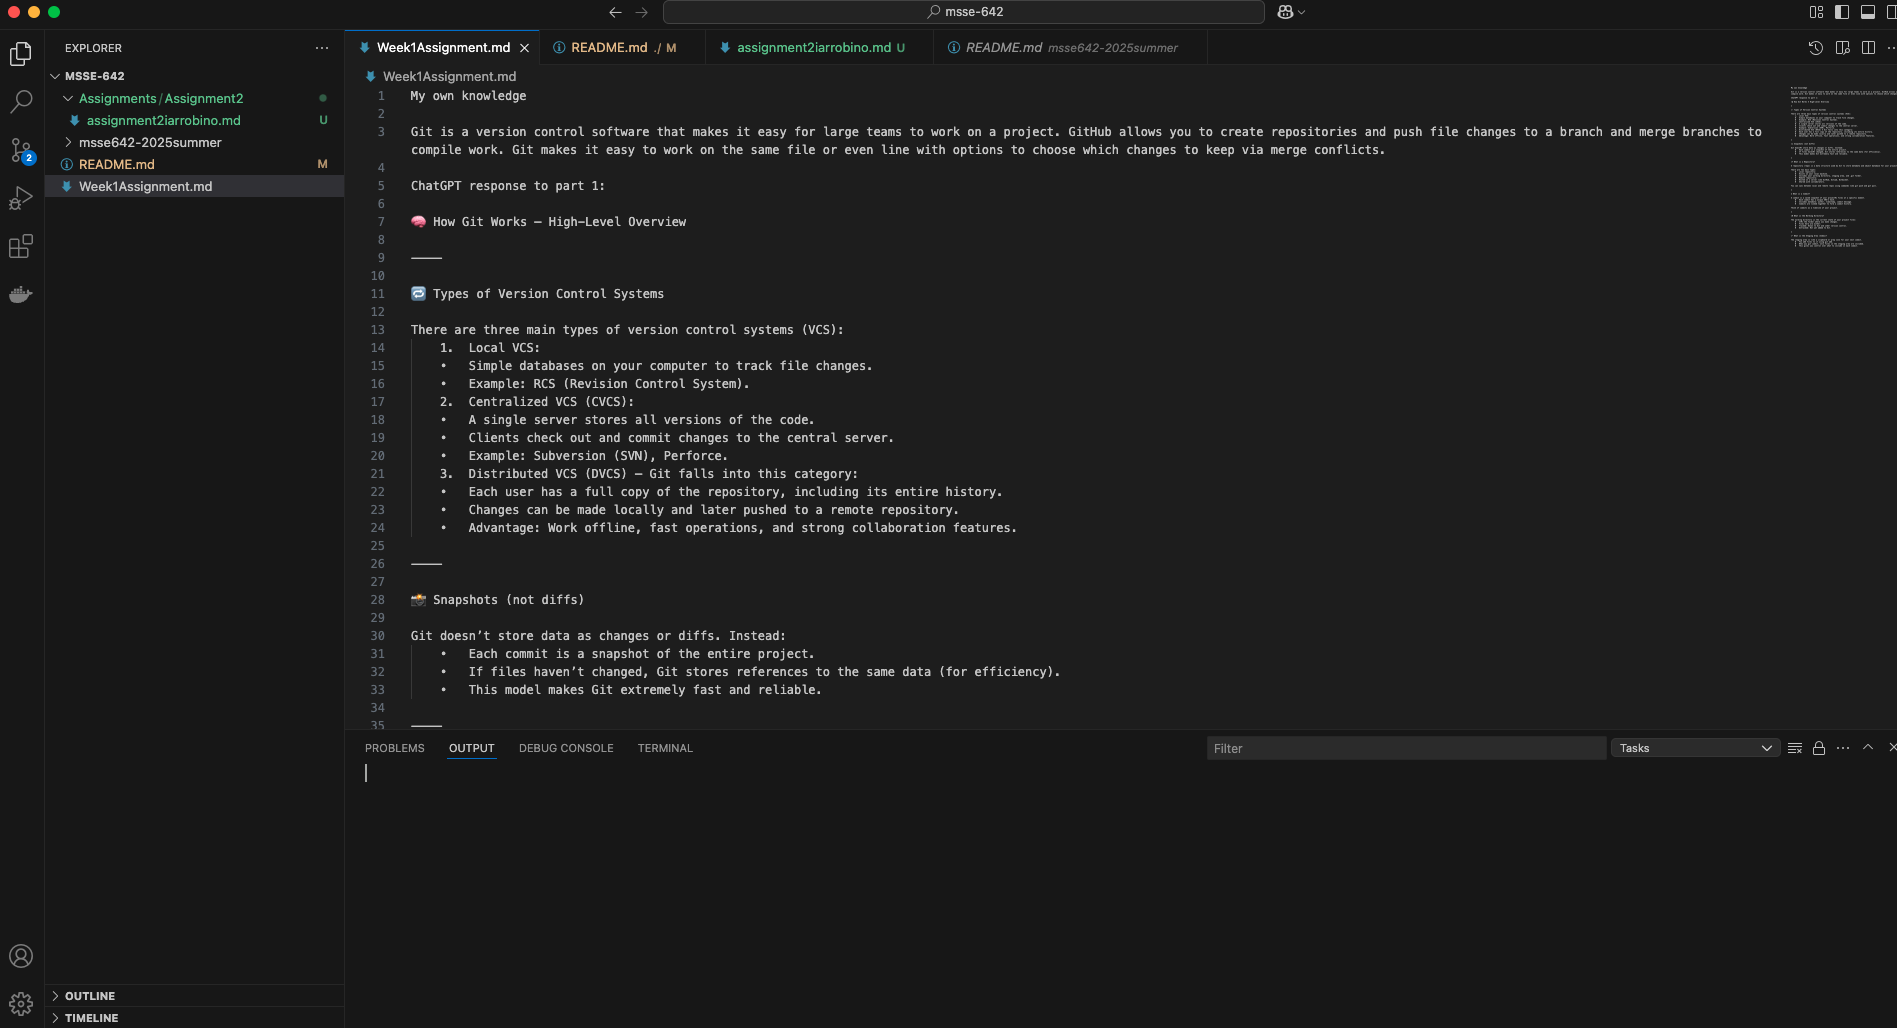 msse-642
EXPLORER
MSSE-642
Assignments / Assignment2
assignment2iarrobino.md U
msse642-2025summer
README.md M
Week1Assignment.md
OUTLINE
TIMELINE
2
Week1Assignment.md
README.md ./ M
assignment2iarrobino.md U
README.md msse642-2025summer
Week1Assignment.md
1 My own knowledge
2
3 Git is a version control software that makes it easy for large teams to work on a project. GitHub allows you to create repositories and push file changes to a branch and merge branches to
compile work. Git makes it easy to work on the same file or even line with options to choose which changes to keep via merge conflicts.
4
5 ChatGPT response to part 1:
6
7 🧠 How Git Works — High-Level Overview
8
9 ⸻
10
11 🔁 Types of Version Control Systems
12
13 There are three main types of version control systems (VCS):
14 1. Local VCS:
15 • Simple databases on your computer to track file changes.
16 • Example: RCS (Revision Control System).
17 2. Centralized VCS (CVCS):
18 • A single server stores all versions of the code.
19 • Clients check out and commit changes to the central server.
20 • Example: Subversion (SVN), Perforce.
21 3. Distributed VCS (DVCS) — Git falls into this category:
22 • Each user has a full copy of the repository, including its entire history.
23 • Changes can be made locally and later pushed to a remote repository.
24 • Advantage: Work offline, fast operations, and strong collaboration features.
25
26 ⸻
27
28 📸 Snapshots (not diffs)
29
30 Git doesn’t store data as changes or diffs. Instead:
31 • Each commit is a snapshot of the entire project.
32 • If files haven’t changed, Git stores references to the same data (for efficiency).
33 • This model makes Git extremely fast and reliable.
34
35 ⸻
PROBLEMS OUTPUT DEBUG CONSOLE TERMINAL
Filter
Tasks